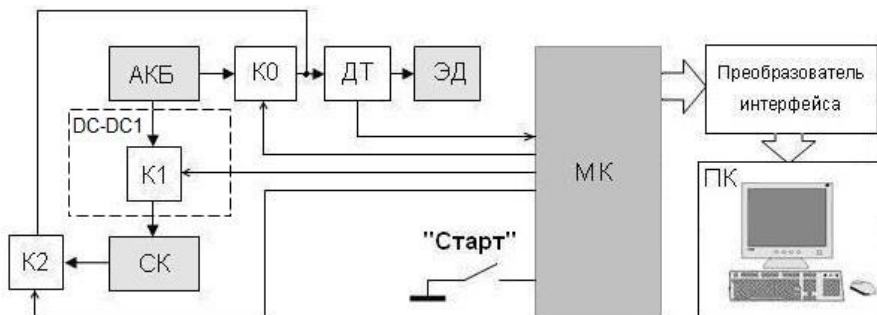 АКБ
К0
ДТ
ЭД
Преобразователь
интерфейса
DC-DC1
К1
МК
ПК
"Старт"
К2
СК